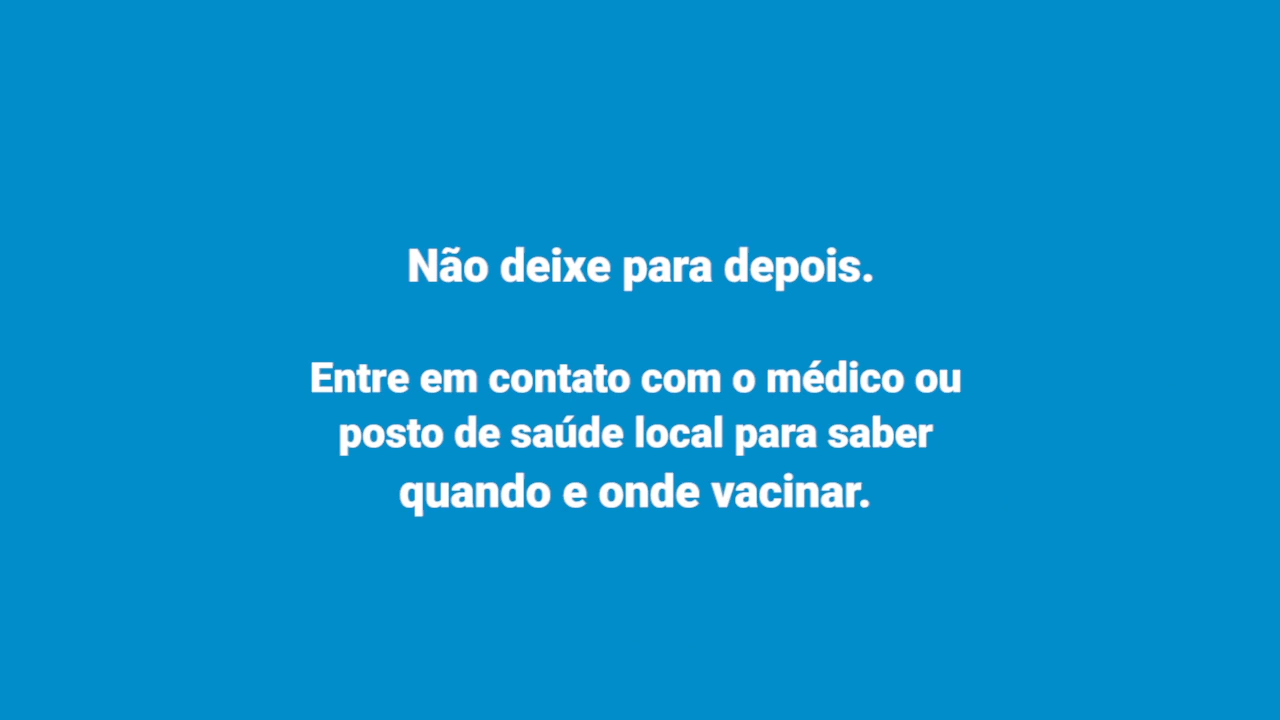 Não deixe para depois.
Entre em contato com o médico ou
posto de saúde local para saber
quando e onde vacinar.